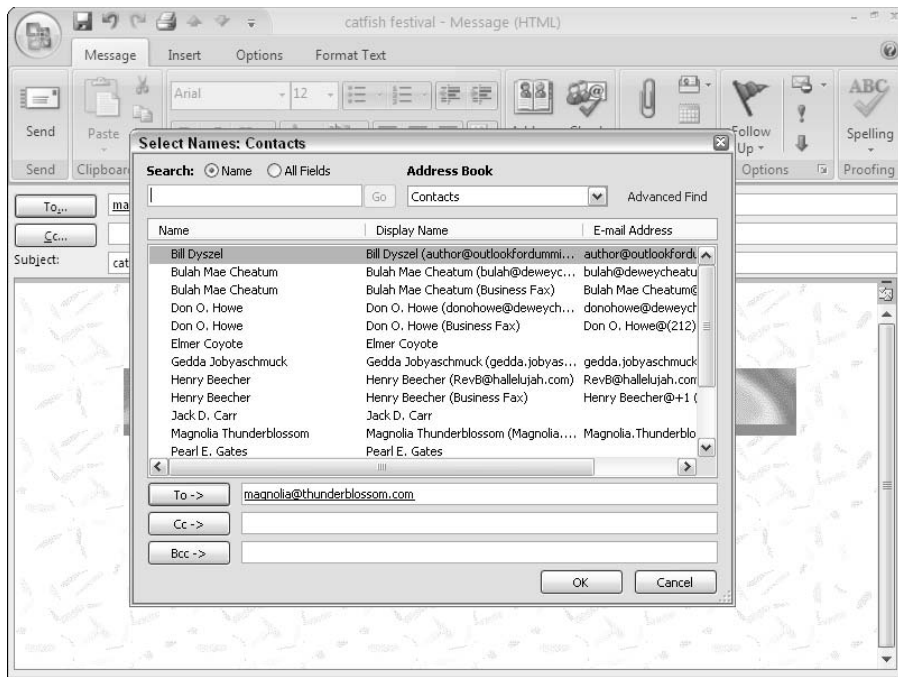 catfish festival - Message (HTML)
Message Insert Options Format Text
Arial 12
Send Paste Follow Up Spelling
ABC
Send Clipboar Options Proofing
To... ma
Cc...
Subject: cat
Select Names: Contacts
Search: Name All Fields Address Book
Go Contacts Advanced Find
Name Display Name E-mail Address
Bill Dyszel Bill Dyszel (author@outlookfordummi... author@outlookfordu
Bulah Mae Cheatum Bulah Mae Cheatum (bulah@deweyc... bulah@deweycheatu
Bulah Mae Cheatum Bulah Mae Cheatum (Business Fax) Bulah Mae Cheatum@
Don O. Howe Don O. Howe (donohowe@deweych... donohowe@deweych
Don O. Howe Don O. Howe (Business Fax) Don O. Howe@(212)
Elmer Coyote Elmer Coyote
Gedda Jobyaschmuck Gedda Jobyaschmuck (gedda.jobyas... gedda.jobyaschmuck
Henry Beecher Henry Beecher (RevB@hallelujah.com) RevB@hallelujah.com
Henry Beecher Henry Beecher (Business Fax) Henry Beecher@+1 (
Jack D. Carr Jack D. Carr
Magnolia Thunderblossom Magnolia Thunderblossom (Magnolia.... Magnolia.Thunderblo
Pearl E. Gates Pearl E. Gates
To -> magnolia@thunderblossom.com
Cc ->
Bcc ->
OK Cancel